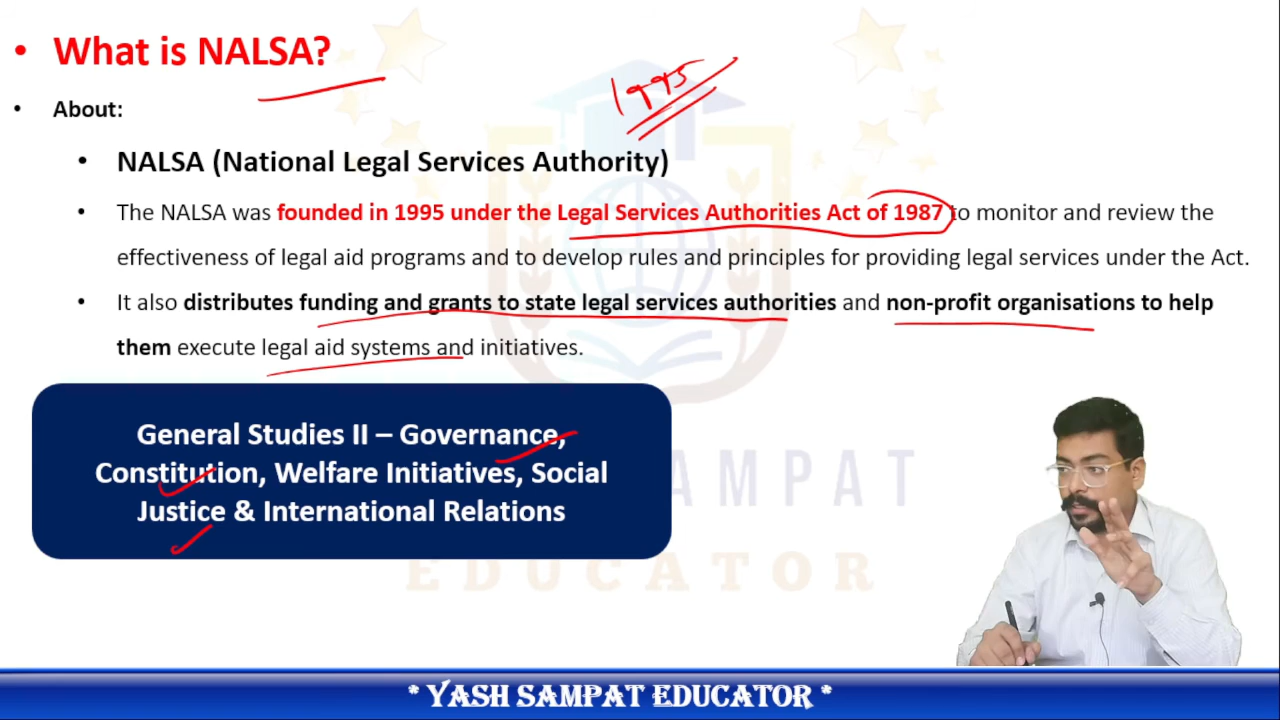 • What is NALSA?
1995
• About:
• NALSA (National Legal Services Authority)
• The NALSA was founded in 1995 under the Legal Services Authorities Act of 1987 to monitor and review the
effectiveness of legal aid programs and to develop rules and principles for providing legal services under the Act.
• It also distributes funding and grants to state legal services authorities and non-profit organisations to help
them execute legal aid systems and initiatives.
General Studies II – Governance,
Constitution, Welfare Initiatives, Social
Justice & International Relations
SAMPAT
EDUCATOR
* YASH SAMPAT EDUCATOR *